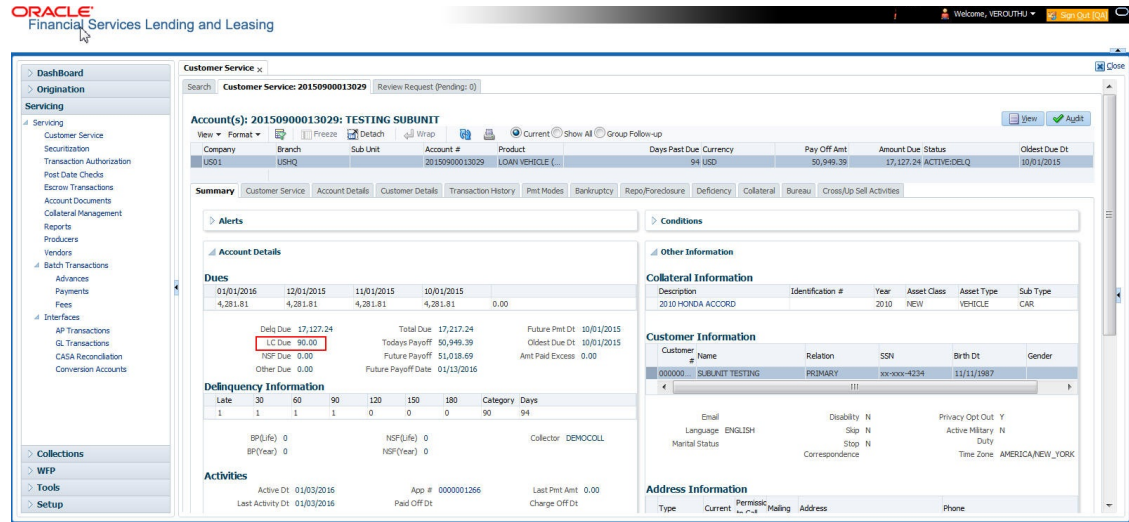 ORACLE
Financial Services Lending and Leasing
Welcome, VEROUTHU
Sign Out [QA]
Close
DashBoard
Origination
Servicing
Servicing
Customer Service
Securitization
Transaction Authorization
Post Date Checks
Escrow Transactions
Account Documents
Collateral Management
Reports
Producers
Vendors
Batch Transactions
Advances
Payments
Fees
Interfaces
AP Transactions
GL Transactions
CASA Reconciliation
Conversion Accounts
Collections
WFP
Tools
Setup
Customer Service x
Search Customer Service: 20150900013029 Review Request (Pending: 0)
Account(s): 20150900013029: TESTING SUBUNIT
View Audit
View Format Freeze Detach Wrap Current Show All Group Follow-up
Company Branch Sub Unit Account # Product Days Past Due Currency Pay Off Amt Amount Due Status Oldest Due Dt
US01 USHQ 20150900013029 LOAN VEHICLE (... 94 USD 50,949.39 17,127.24 ACTIVE:DELQ 10/01/2015
Summary Customer Service Account Details Customer Details Transaction History Pmt Modes Bankruptcy Repo/Foreclosure Deficiency Collateral Bureau Cross/Up Sell Activities
Alerts
Account Details
Dues
01/01/2016 12/01/2015 11/01/2015 10/01/2015
4,281.81 4,281.81 4,281.81 4,281.81 0.00
Delq Due 17,127.24 Total Due 17,217.24 Future Pmt Dt 10/01/2015
LC Due 90.00 Todays Payoff 50,949.39 Oldest Due Dt 10/01/2015
NSF Due 0.00 Future Payoff 51,018.69 Amt Paid Excess 0.00
Other Due 0.00 Future Payoff Date 01/13/2016
Delinquency Information
Late 30 60 90 120 150 180 Category Days
1 1 1 1 0 0 0 90 94
BP(Life) 0 NSF(Life) 0 Collector DEMOCOLL
BP(Year) 0 NSF(Year) 0
Activities
Active Dt 01/03/2016 App # 0000001266 Last Pmt Amt 0.00
Last Activity Dt 01/03/2016 Paid Off Dt Charge Off Dt
Conditions
Other Information
Collateral Information
Description Identification # Year Asset Class Asset Type Sub Type
2010 HONDA ACCORD 2010 NEW VEHICLE CAR
Customer Information
Customer # Name Relation SSN Birth Dt Gender
000000... SUBUNIT TESTING PRIMARY xx-xxx-4234 11/11/1987
Email Disability N Privacy Opt Out Y
Language ENGLISH Skip N Active Military Duty N
Marital Status Stop Correspondence N Time Zone AMERICA/NEW_YORK
Address Information
Type Current Permissic Mailing Address Phone